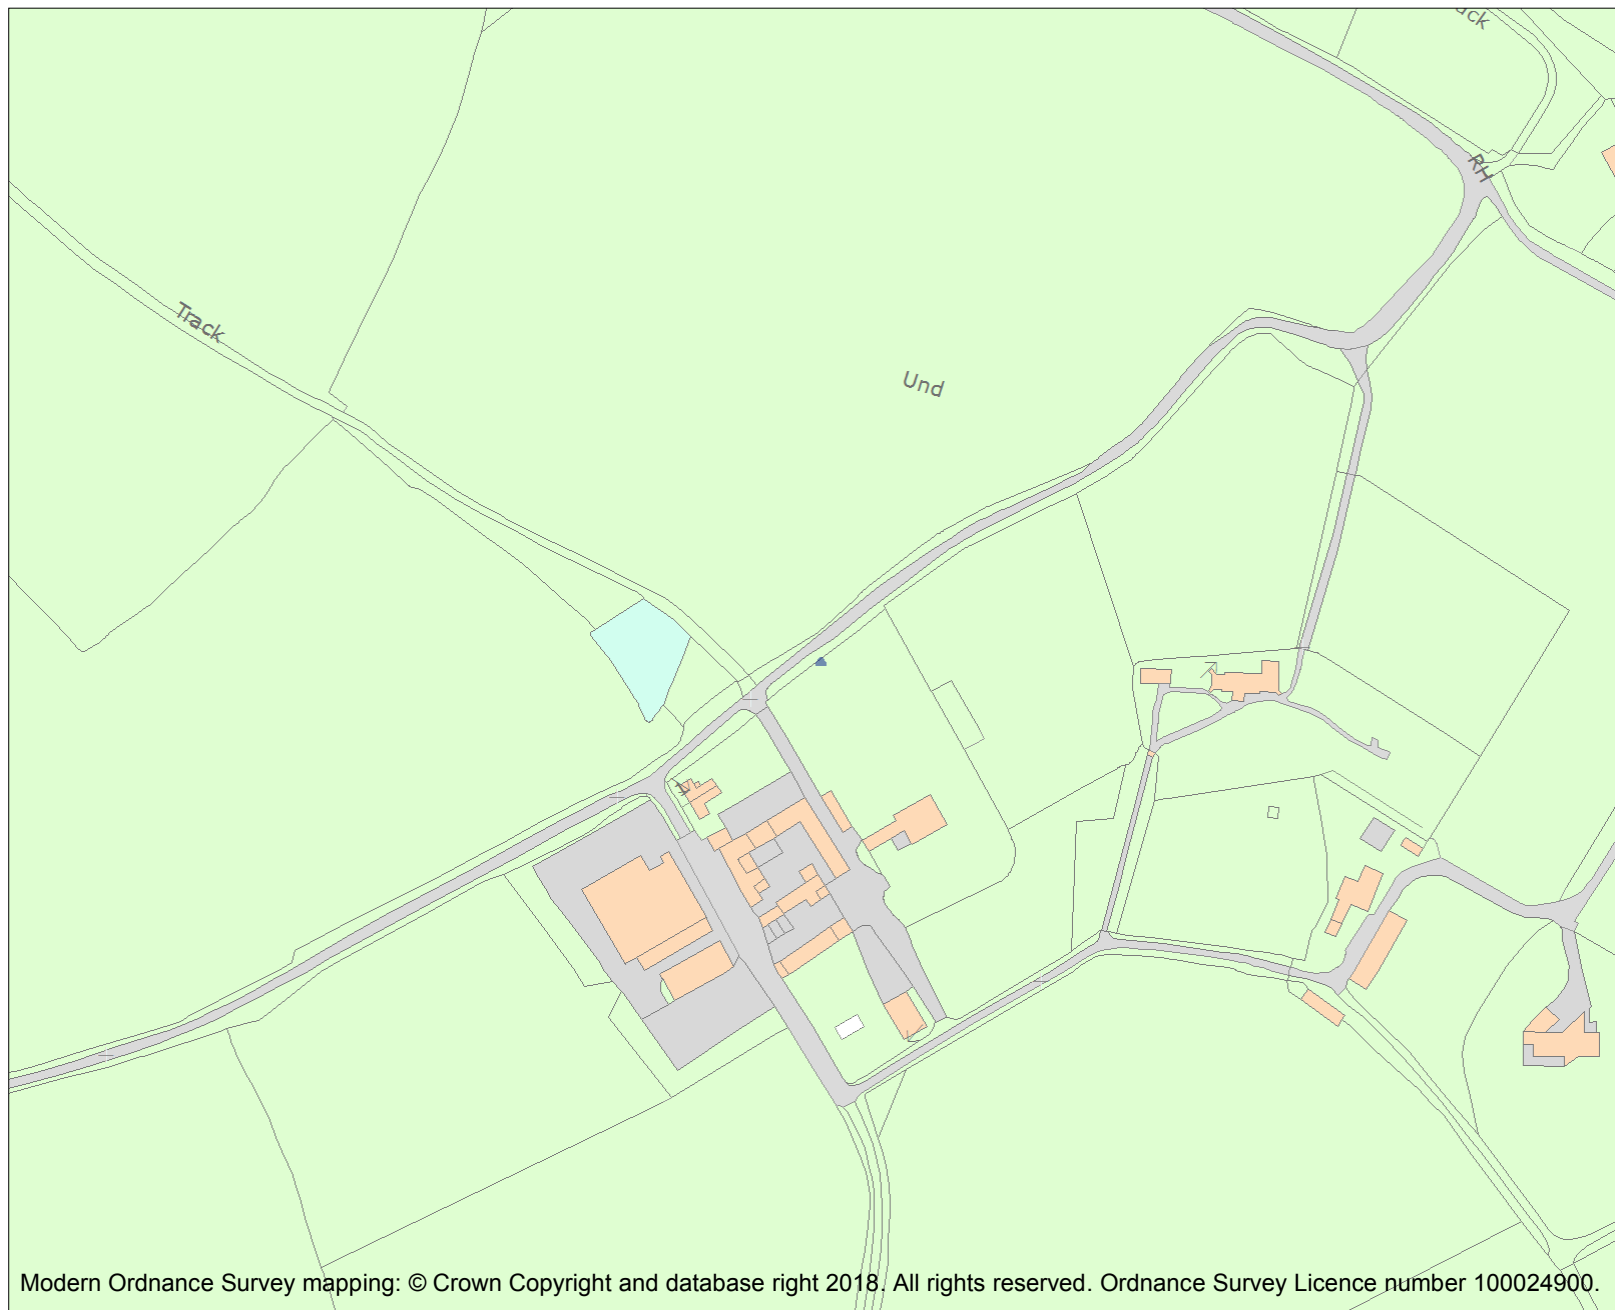 RH
Track
Und
Modern Ordnance Survey mapping: © Crown Copyright and database right 2018. All rights reserved. Ordnance Survey Licence number 100024900.